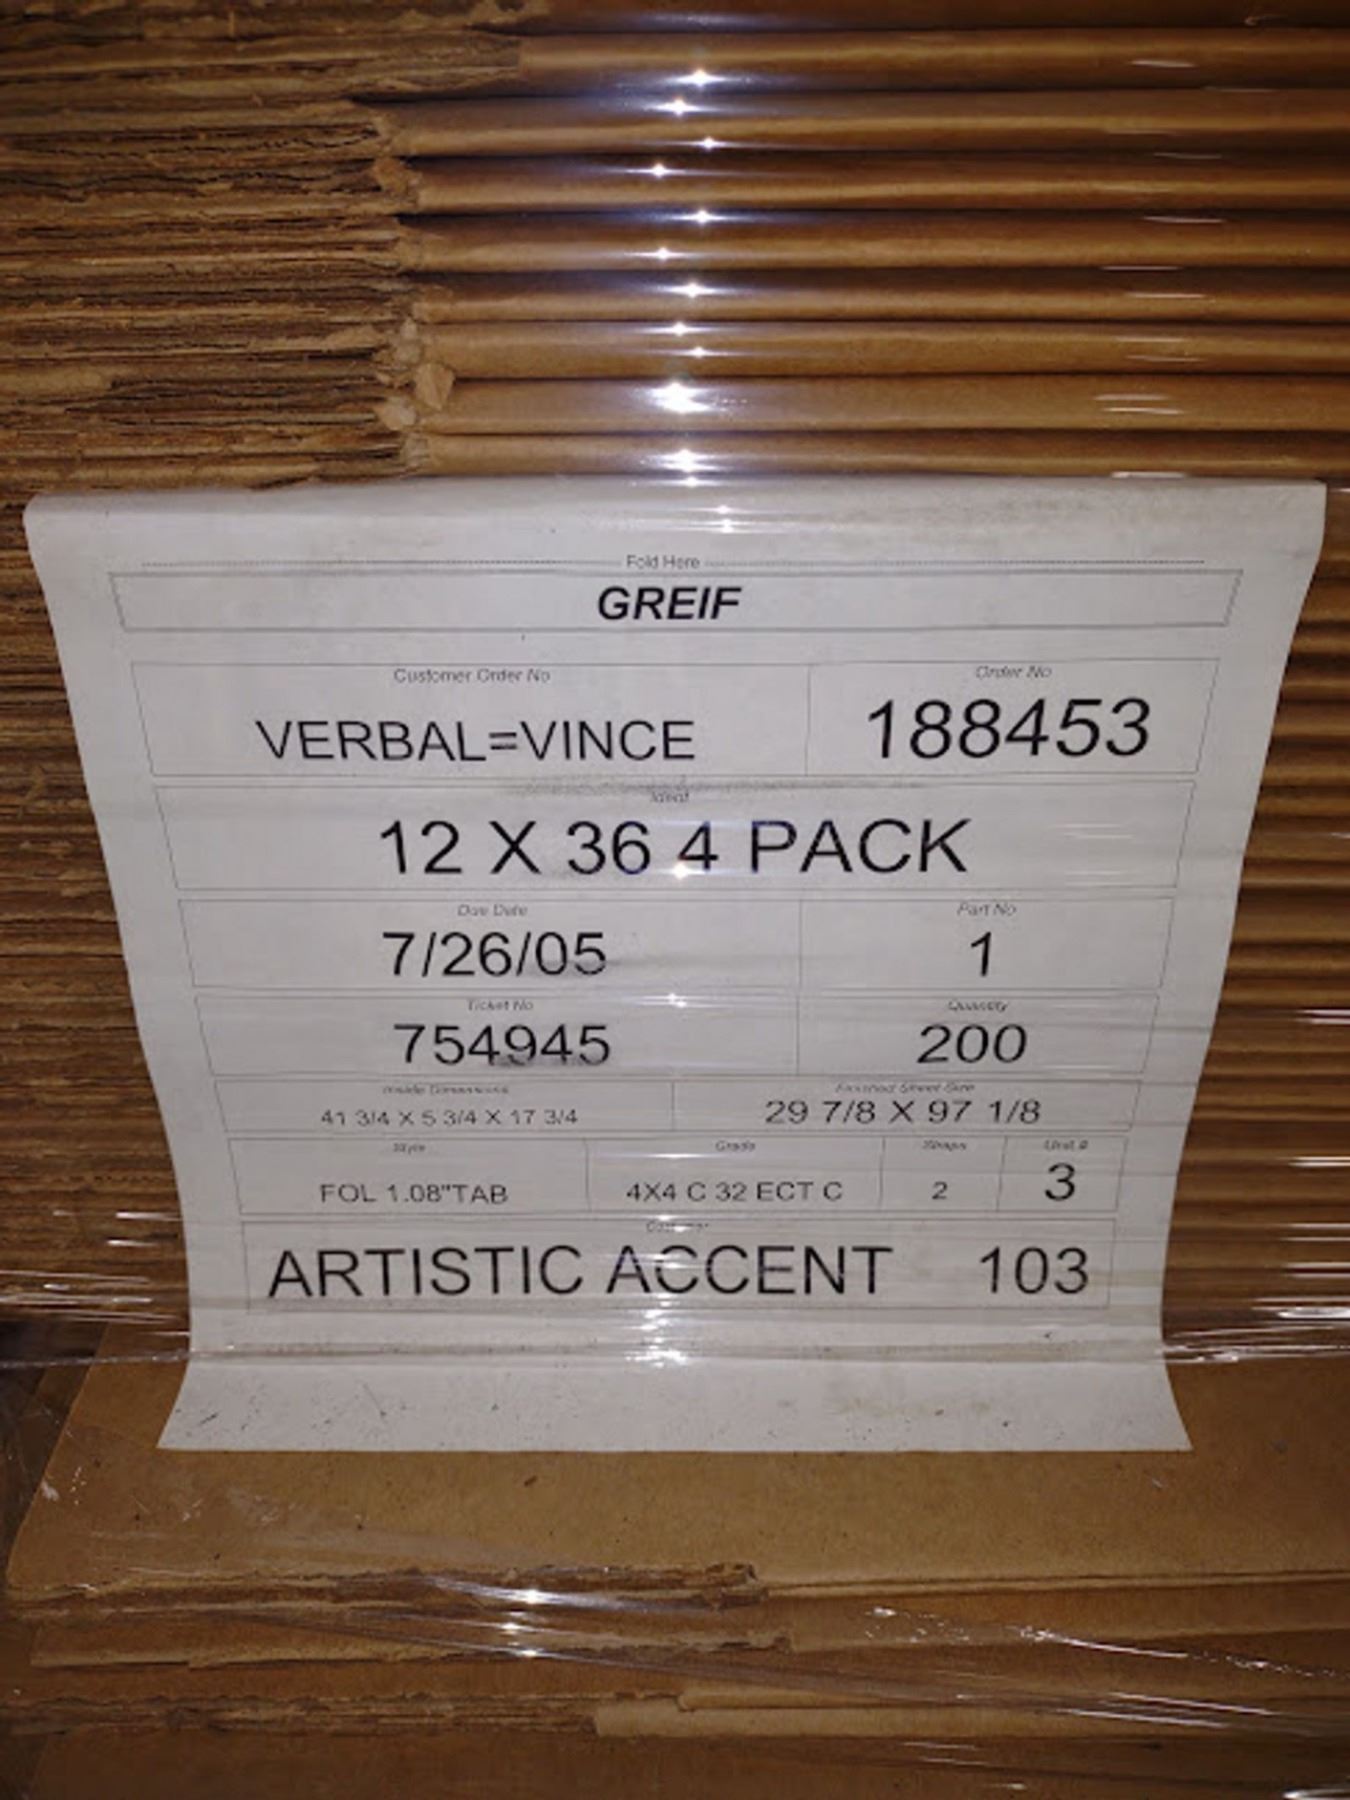 Fold Here
GREIF
Customer Order No Order No
VERBAL=VINCE 188453
Ident
12 X 36 4 PACK
Due Date Part No
7/26/05 1
Ticket No Quantity
754945 200
Inside Dimensions Finished Sheet Size
41 3/4 X 5 3/4 X 17 3/4 29 7/8 X 97 1/8
Style Grade Straps Unit #
FOL 1.08"TAB 4X4 C 32 ECT C 2 3
Customer
ARTISTIC ACCENT 103